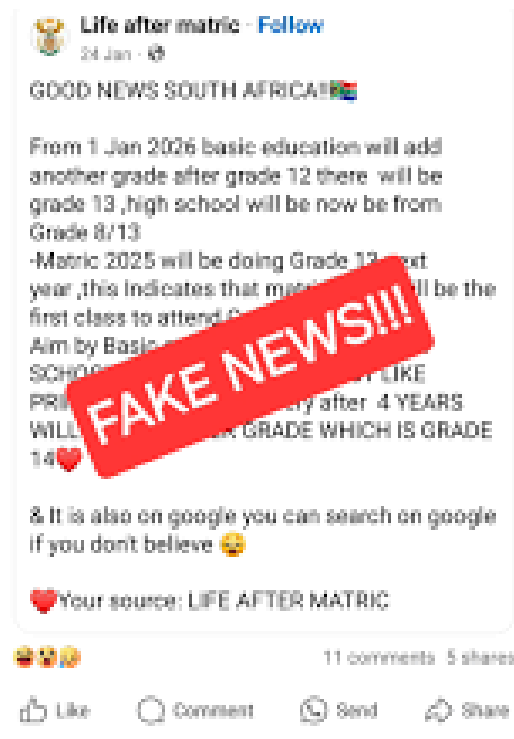 Life after matric · Follow
24 Jan ·
GOOD NEWS SOUTH AFRICA!!🇿🇦
From 1 Jan 2026 basic education will add
another grade after grade 12 there will be
grade 13 ,high school will be now be from
Grade 8/13
-Matric 2025 will be doing Grade 13
year ,this Indicates that will be the
first class to attend
Aim by Basic
LIKE
after 4 YEARS
GRADE WHICH IS GRADE
14❤️
FAKE NEWS!!!
& It is also on google you can search on google
if you don't believe 😄
❤️Your source: LIFE AFTER MATRIC
11 comments 5 shares
Like Comment Send Share